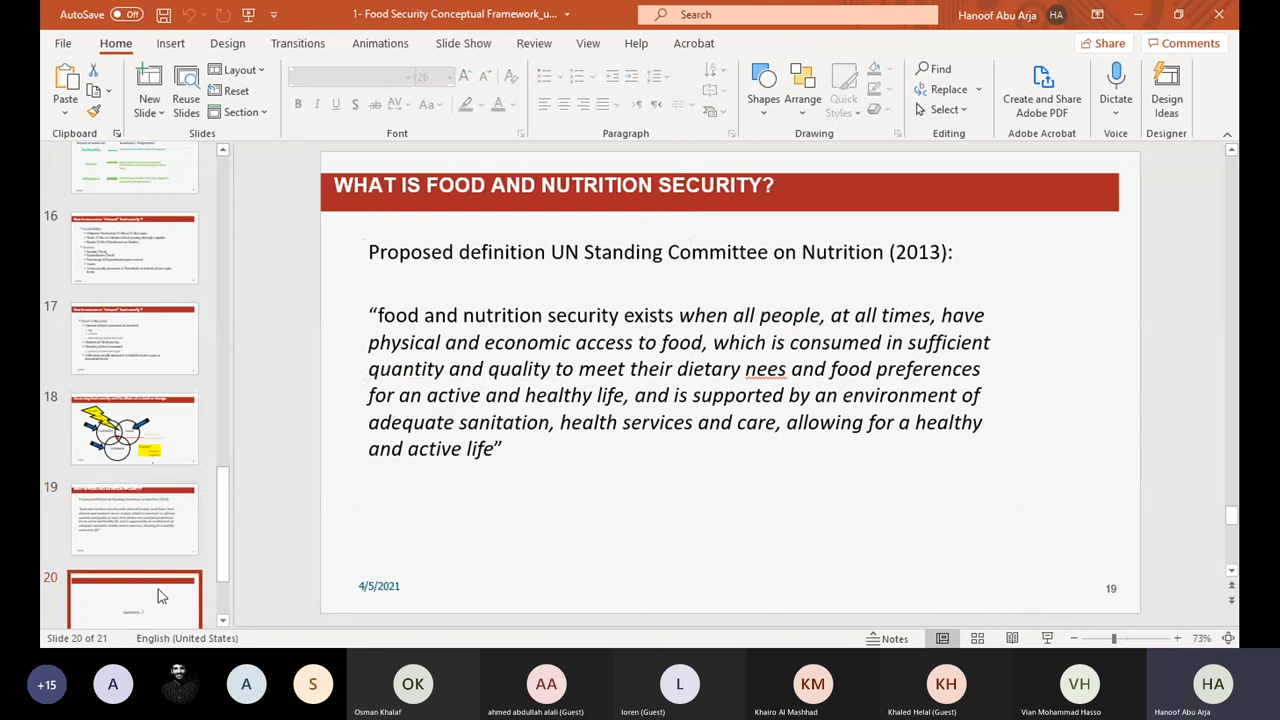 AutoSave Off
1- Food Security Conceptual Framework_u...
Search
Hanoof Abu Arja HA
File Home Insert Design Transitions Animations Slide Show Review View Help Acrobat
Share Comments
Paste
New Slide
Reuse Slides
Layout
Reset
Section
28
Shapes
Arrange
Quick Styles
Find
Replace
Select
Create and Share Adobe PDF
Dictate
Design Ideas
Clipboard Slides Font Paragraph Drawing Editing Adobe Acrobat Voice Designer
16
17
18
19
20
Questions ?
WHAT IS FOOD AND NUTRITION SECURITY?
Proposed definition UN Standing Committee on Nutrition (2013):
“food and nutrition security exists when all people, at all times, have
physical and economic access to food, which is consumed in sufficient
quantity and quality to meet their dietary nees and food preferences
for an active and healthy life, and is supported by an environment of
adequate sanitation, health services and care, allowing for a healthy
and active life”
4/5/2021
19
Slide 20 of 21 English (United States)
Notes
73%
+15 A A S OK AA L KM KH VH HA
Osman Khalaf
ahmed abdullah alali (Guest)
loren (Guest)
Khairo Al Mashhad
Khaled Helal (Guest)
Vian Mohammad Hasso
Hanoof Abu Arja